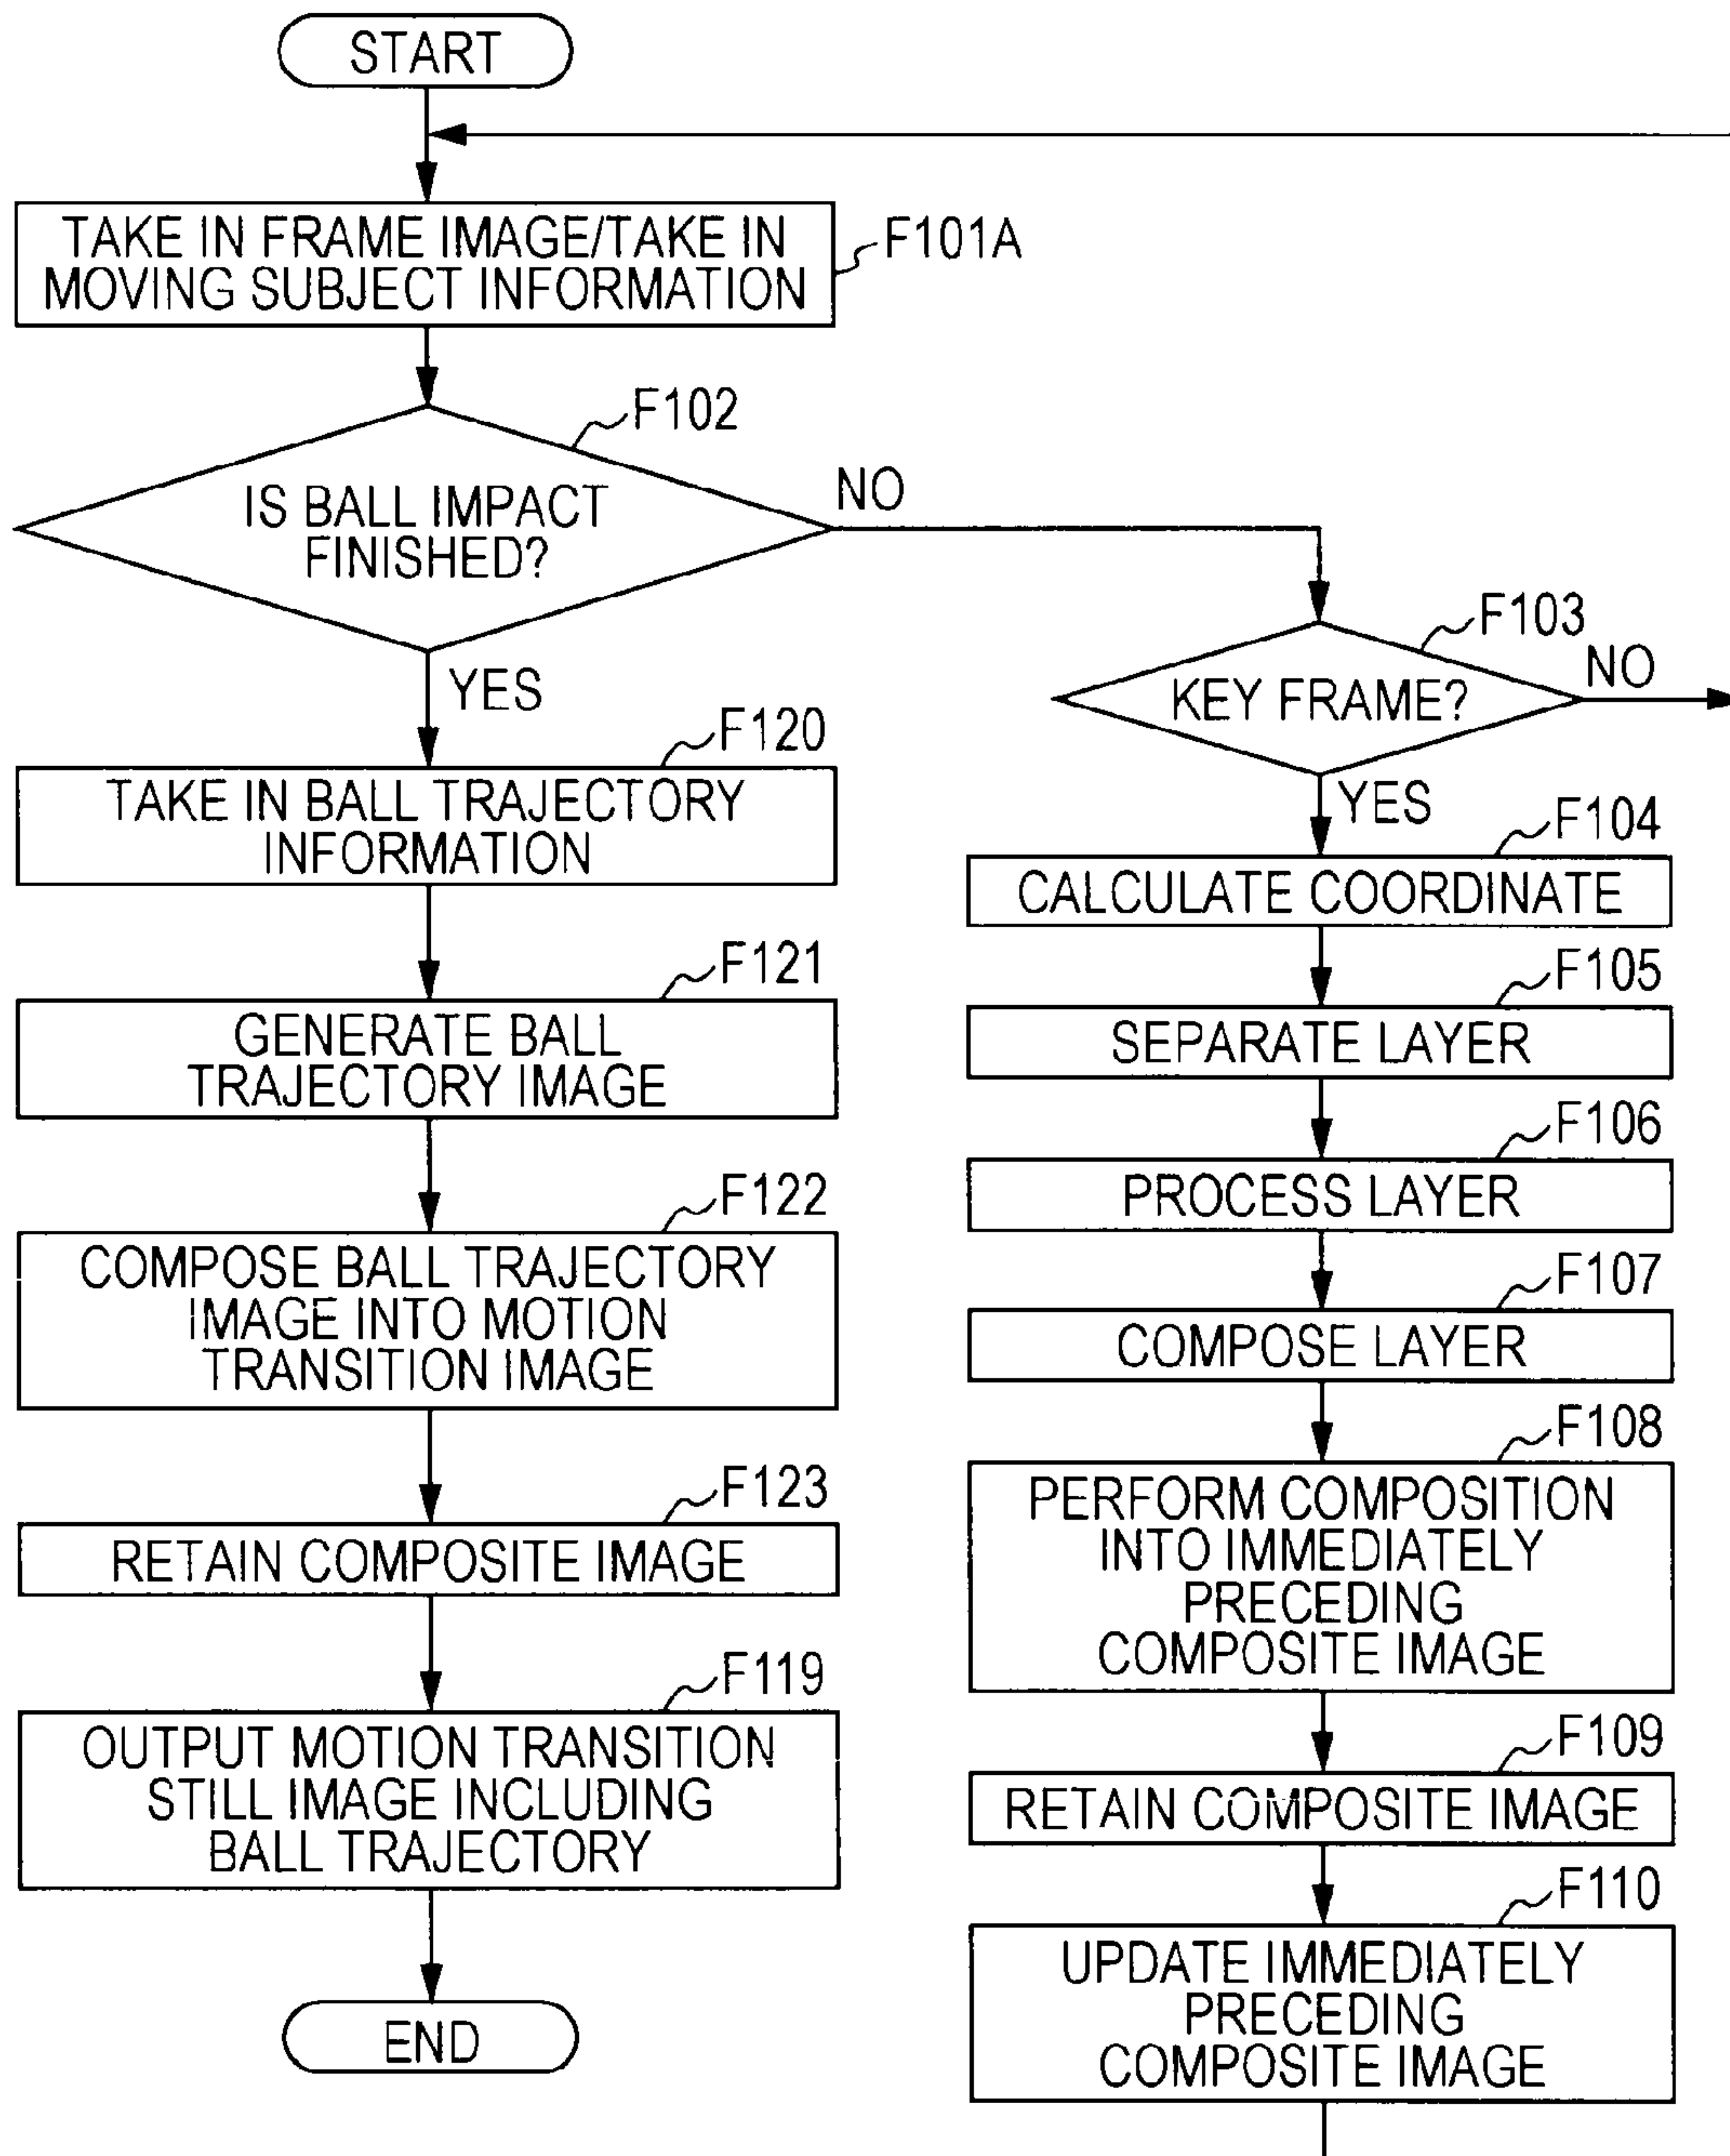 START
TAKE IN FRAME IMAGE/TAKE IN
MOVING SUBJECT INFORMATION
F101A
F102
IS BALL IMPACT
FINISHED?
NO
YES
F120
TAKE IN BALL TRAJECTORY
INFORMATION
F121
GENERATE BALL
TRAJECTORY IMAGE
F122
COMPOSE BALL TRAJECTORY
IMAGE INTO MOTION
TRANSITION IMAGE
F123
RETAIN COMPOSITE IMAGE
F119
OUTPUT MOTION TRANSITION
STILL IMAGE INCLUDING
BALL TRAJECTORY
END
F103
KEY FRAME?
NO
YES
F104
CALCULATE COORDINATE
F105
SEPARATE LAYER
F106
PROCESS LAYER
F107
COMPOSE LAYER
F108
PERFORM COMPOSITION
INTO IMMEDIATELY
PRECEDING
COMPOSITE IMAGE
F109
RETAIN COMPOSITE IMAGE
F110
UPDATE IMMEDIATELY
PRECEDING
COMPOSITE IMAGE